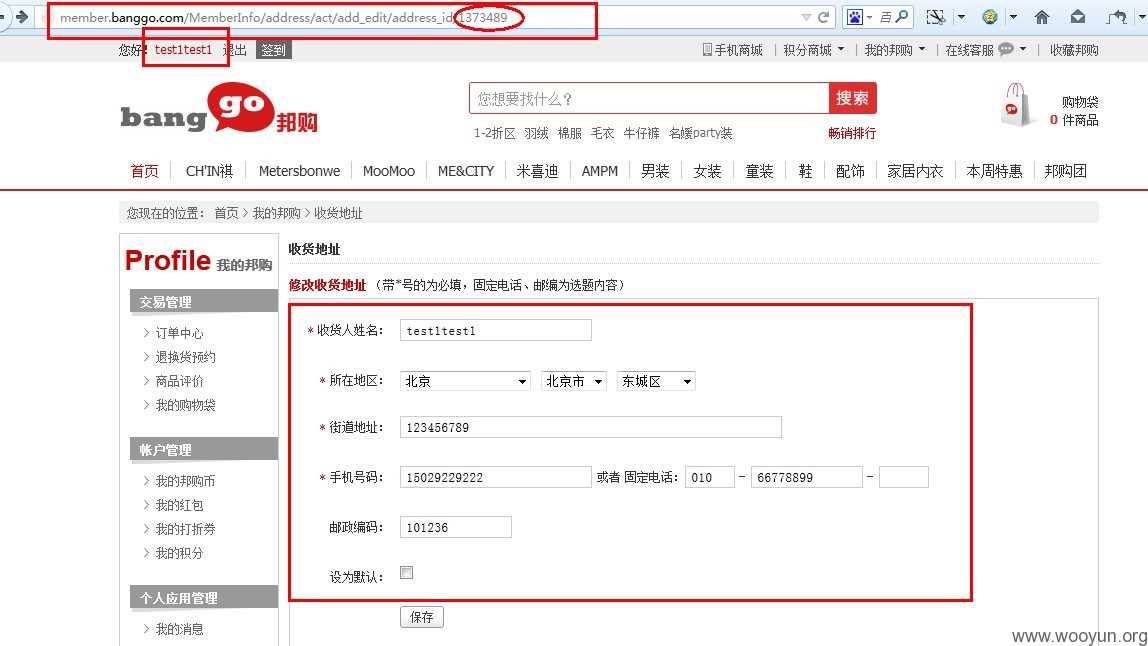 member.banggo.com/MemberInfo/address/act/add_edit/address_id/1373489
百
您好! test1test1 退出 签到 手机商城 积分商城 我的邦购 在线客服 收藏邦购
bang go 邦购
您想要找什么? 搜索
1-2折区 羽绒 棉服 毛衣 牛仔裤 名媛party装 畅销排行
购物袋
0 件商品
首页 CH'IN祺 Metersbonwe MooMoo ME&CITY 米喜迪 AMPM 男装 女装 童装 鞋 配饰 家居内衣 本周特惠 邦购团
您现在的位置: 首页 > 我的邦购 > 收货地址
Profile 我的邦购
交易管理
> 订单中心
> 退换货预约
> 商品评价
> 我的购物袋
帐户管理
> 我的邦购币
> 我的红包
> 我的打折券
> 我的积分
个人应用管理
> 我的消息
收货地址
修改收货地址 (带*号的为必填,固定电话、邮编为选题内容)
* 收货人姓名: test1test1
* 所在地区: 北京 北京市 东城区
* 街道地址: 123456789
* 手机号码: 15029229222 或者 固定电话: 010 - 66778899 -
邮政编码: 101236
设为默认:
保存
www.wooyun.org